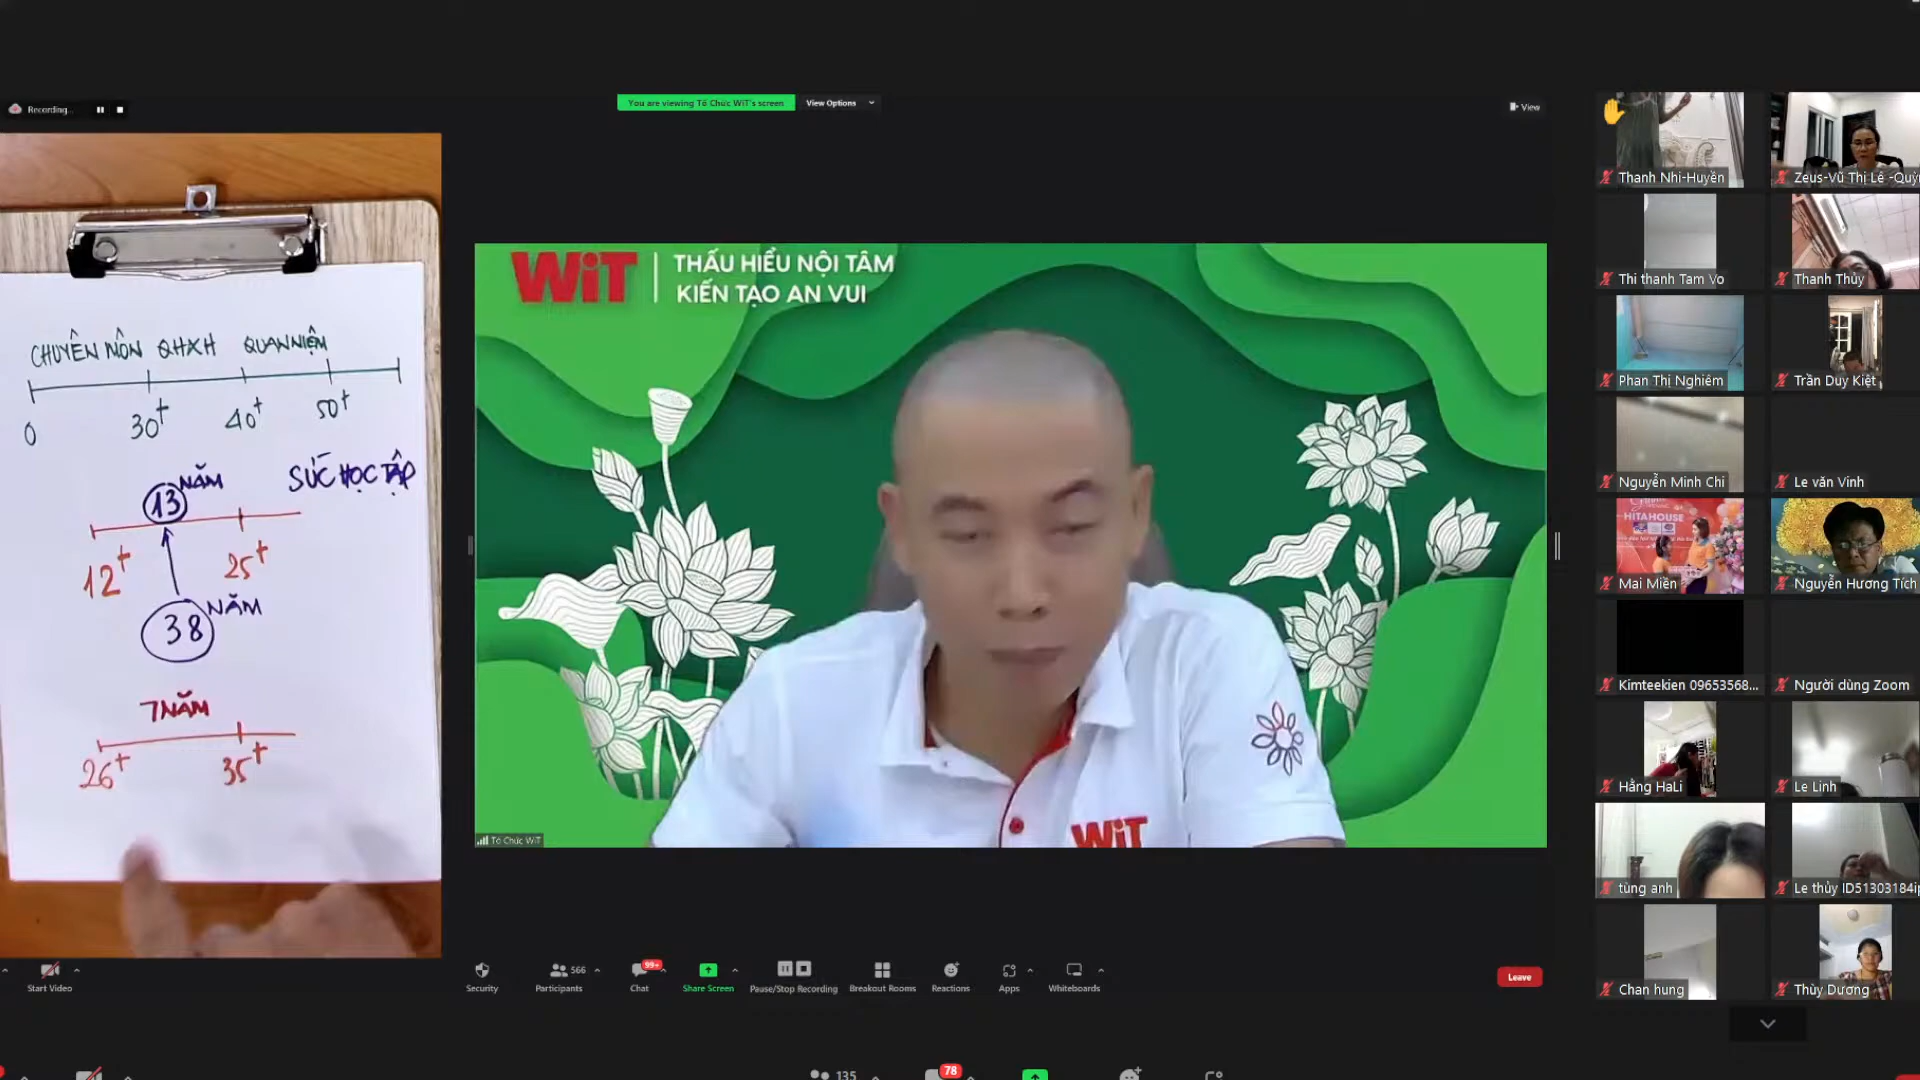 Recording...
You are viewing Tổ Chức WiT's screen
View Options
View
CHUYÊN MÔN QHXH QUAN NIỆM
0 30+ 40+ 50+
13 NĂM
SỨC HỌC TẬP
12+ 25+
38 NĂM
7 NĂM
26+ 35+
WiT
THẤU HIỂU NỘI TÂM
KIẾN TẠO AN VUI
WiT
Tổ Chức WiT
Thanh Nhi-Huyền
Zeus-Vũ Thị Lê -Quỳn
Thi thanh Tam Vo
Thanh Thủy
Phan Thị Nghiêm
Trần Duy Kiệt
Nguyễn Minh Chi
Le văn Vinh
HITAHOUSE
Mai Miền
Nguyễn Hương Tích
Kimteekien 09653568...
Người dùng Zoom
Hằng HaLi
Le Linh
tùng anh
Le thủy ID51303184ip
Chan hung
Thùy Dương
Start Video
Security
566
Participants
99+
Chat
Share Screen
Pause/Stop Recording
Breakout Rooms
Reactions
Apps
Whiteboards
Leave
135
78